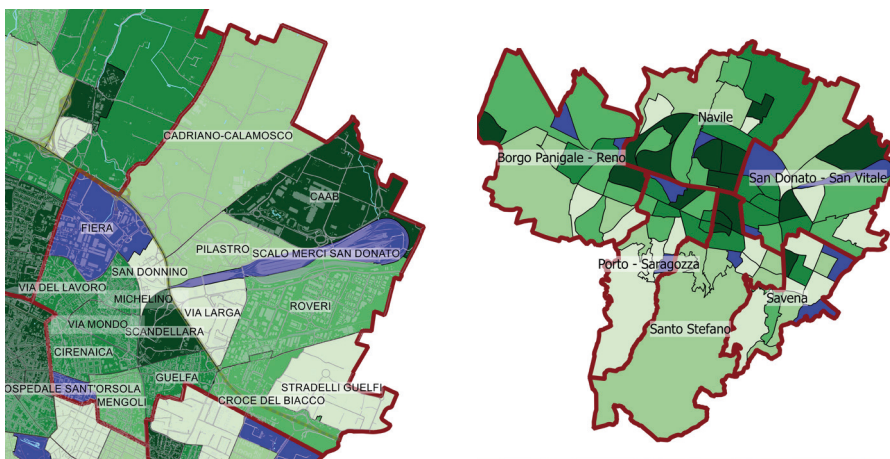 CADRIANO-CALAMOSCO
CAAB
FIERA
PILASTRO
SCALO MERCI SAN DONATO
SAN DONNINO
VIA DEL LAVORO
MICHELINO
VIA LARGA
ROVERI
VIA MONDO
SCANDELLARA
CIRENAICA
GUELFA
OSPEDALE SANT'ORSOLA
STRADELLI GUELFI
MENGOLI
CROCE DEL BIACCO
Navile
Borgo Panigale - Reno
San Donato - San Vitale
Porto - Saragozza
Savena
Santo Stefano